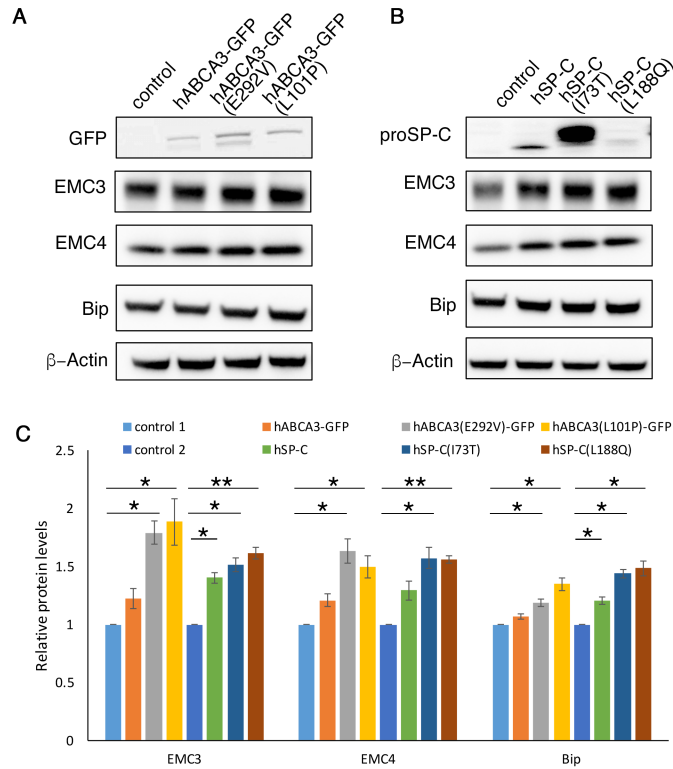 A
control
hABCA3-GFP
hABCA3-GFP
(E292V)
hABCA3-GFP
(L101P)
GFP
EMC3
EMC4
Bip
β–Actin
B
control
hSP-C
hSP-C
(I73T)
hSP-C
(L188Q)
proSP-C
EMC3
EMC4
Bip
β–Actin
C
control 1 hABCA3-GFP hABCA3(E292V)-GFP hABCA3(L101P)-GFP
control 2 hSP-C hSP-C(I73T) hSP-C(L188Q)
Relative protein levels
2.5
2
1.5
1
0.5
0
* ** * ** * *
* * * * * *
* *
EMC3 EMC4 Bip